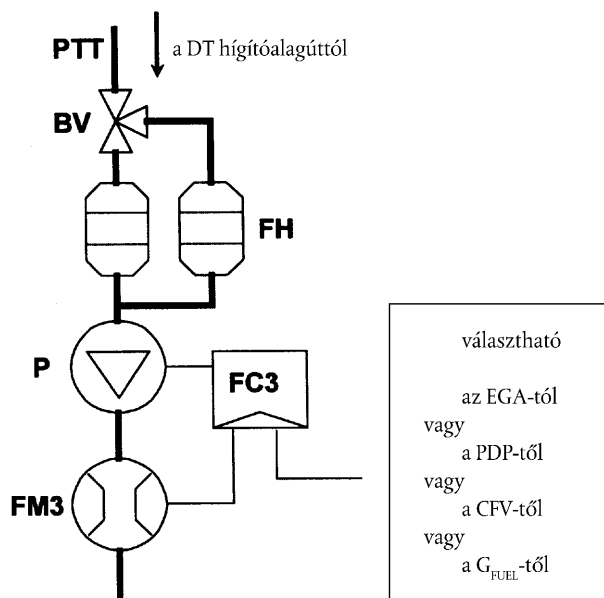 PTT
a DT hígítóalagúttól
BV
FH
P
FC3
FM3
választható
az EGA-tól
vagy
a PDP-től
vagy
a CFV-től
vagy
a G_FUEL-től